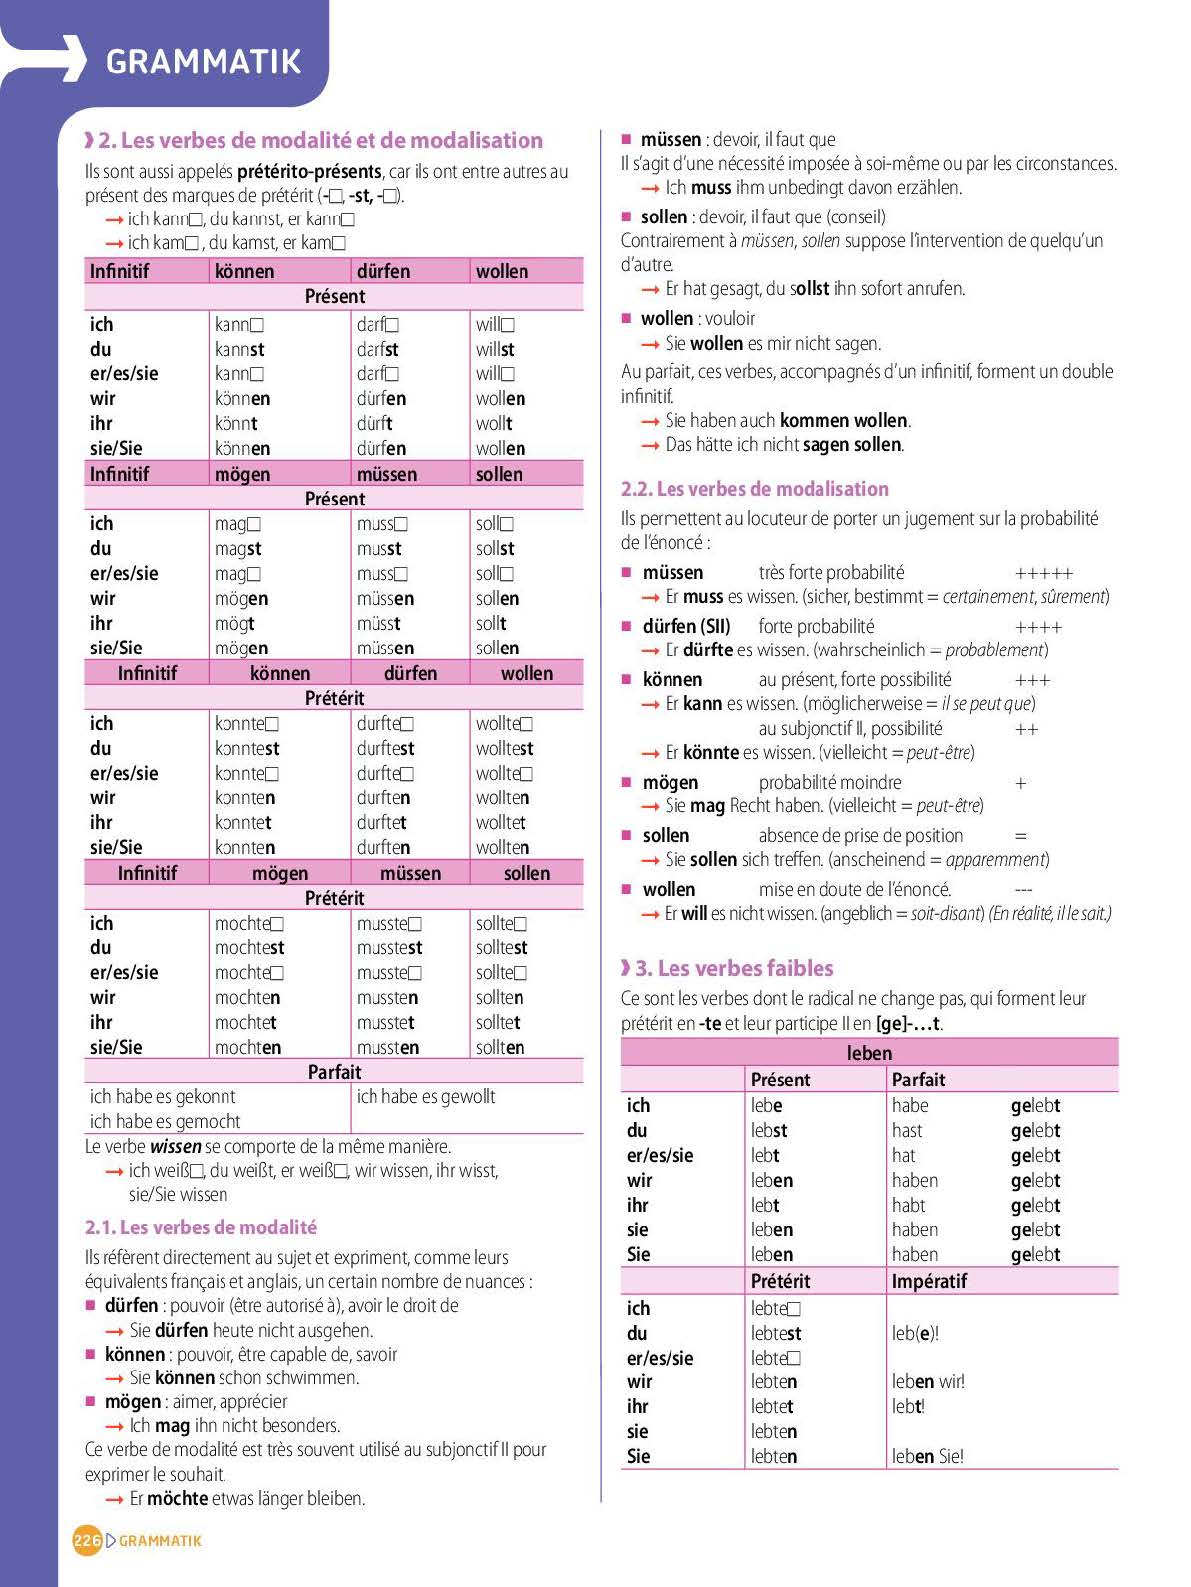 GRAMMATIK
2. Les verbes de modalité et de modalisation
Ils sont aussi appelés prétérito-présents, car ils ont entre autres au
présent des marques de prétérit (-□, -st, -□).
→ ich kann□, du kannst, er kann□
→ ich kam□ , du kamst, er kam□
Infinitif können dürfen wollen
Présent
ich kann□ darf□ will□
du kannst darfst willst
er/es/sie kann□ darf□ will□
wir können dürfen wollen
ihr könnt dürft wollt
sie/Sie können dürfen wollen
Infinitif mögen müssen sollen
Présent
ich mag□ muss□ soll□
du magst musst sollst
er/es/sie mag□ muss□ soll□
wir mögen müssen sollen
ihr mögt müsst sollt
sie/Sie mögen müssen sollen
Infinitif können dürfen wollen
Prétérit
ich konnte□ durfte□ wollte□
du konntest durftest wolltest
er/es/sie konnte□ durfte□ wollte□
wir konnten durften wollten
ihr konntet durftet wolltet
sie/Sie konnten durften wollten
Infinitif mögen müssen sollen
Prétérit
ich mochte□ musste□ sollte□
du mochtest musstest solltest
er/es/sie mochte□ musste□ sollte□
wir mochten mussten sollten
ihr mochtet musstet solltet
sie/Sie mochten mussten sollten
Parfait
ich habe es gekonnt ich habe es gewollt
ich habe es gemocht
Le verbe wissen se comporte de la même manière.
→ ich weiß□, du weißt, er weiß□, wir wissen, ihr wisst,
sie/Sie wissen
2.1. Les verbes de modalité
Ils réfèrent directement au sujet et expriment, comme leurs
équivalents français et anglais, un certain nombre de nuances :
■ dürfen : pouvoir (être autorisé à), avoir le droit de
→ Sie dürfen heute nicht ausgehen.
■ können : pouvoir, être capable de, savoir
→ Sie können schon schwimmen.
■ mögen : aimer, apprécier
→ Ich mag ihn nicht besonders.
Ce verbe de modalité est très souvent utilisé au subjonctif II pour
exprimer le souhait.
→ Er möchte etwas länger bleiben.
■ müssen : devoir, il faut que
Il s'agit d'une nécessité imposée à soi-même ou par les circonstances.
→ Ich muss ihm unbedingt davon erzählen.
■ sollen : devoir, il faut que (conseil)
Contrairement à müssen, sollen suppose l'intervention de quelqu'un
d'autre.
→ Er hat gesagt, du sollst ihn sofort anrufen.
■ wollen : vouloir
→ Sie wollen es mir nicht sagen.
Au parfait, ces verbes, accompagnés d'un infinitif, forment un double
infinitif.
→ Sie haben auch kommen wollen.
→ Das hätte ich nicht sagen sollen.
2.2. Les verbes de modalisation
Ils permettent au locuteur de porter un jugement sur la probabilité
de l'énoncé :
■ müssen très forte probabilité +++++
→ Er muss es wissen. (sicher, bestimmt = certainement, sûrement)
■ dürfen (SII) forte probabilité ++++
→ Er dürfte es wissen. (wahrscheinlich = probablement)
■ können au présent, forte possibilité +++
→ Er kann es wissen. (möglicherweise = il se peut que)
au subjonctif II, possibilité ++
→ Er könnte es wissen. (vielleicht = peut-être)
■ mögen probabilité moindre +
→ Sie mag Recht haben. (vielleicht = peut-être)
■ sollen absence de prise de position =
→ Sie sollen sich treffen. (anscheinend = apparemment)
■ wollen mise en doute de l'énoncé. ---
→ Er will es nicht wissen. (angeblich = soit-disant) (En réalité, il le sait.)
3. Les verbes faibles
Ce sont les verbes dont le radical ne change pas, qui forment leur
prétérit en -te et leur participe II en [ge]-...t.
leben
Présent Parfait
ich lebe habe gelebt
du lebst hast gelebt
er/es/sie lebt hat gelebt
wir leben haben gelebt
ihr lebt habt gelebt
sie leben haben gelebt
Sie leben haben gelebt
Prétérit Impératif
ich lebte□
du lebtest leb(e)!
er/es/sie lebte□
wir lebten leben wir!
ihr lebtet lebt!
sie lebten
Sie lebten leben Sie!
226 GRAMMATIK